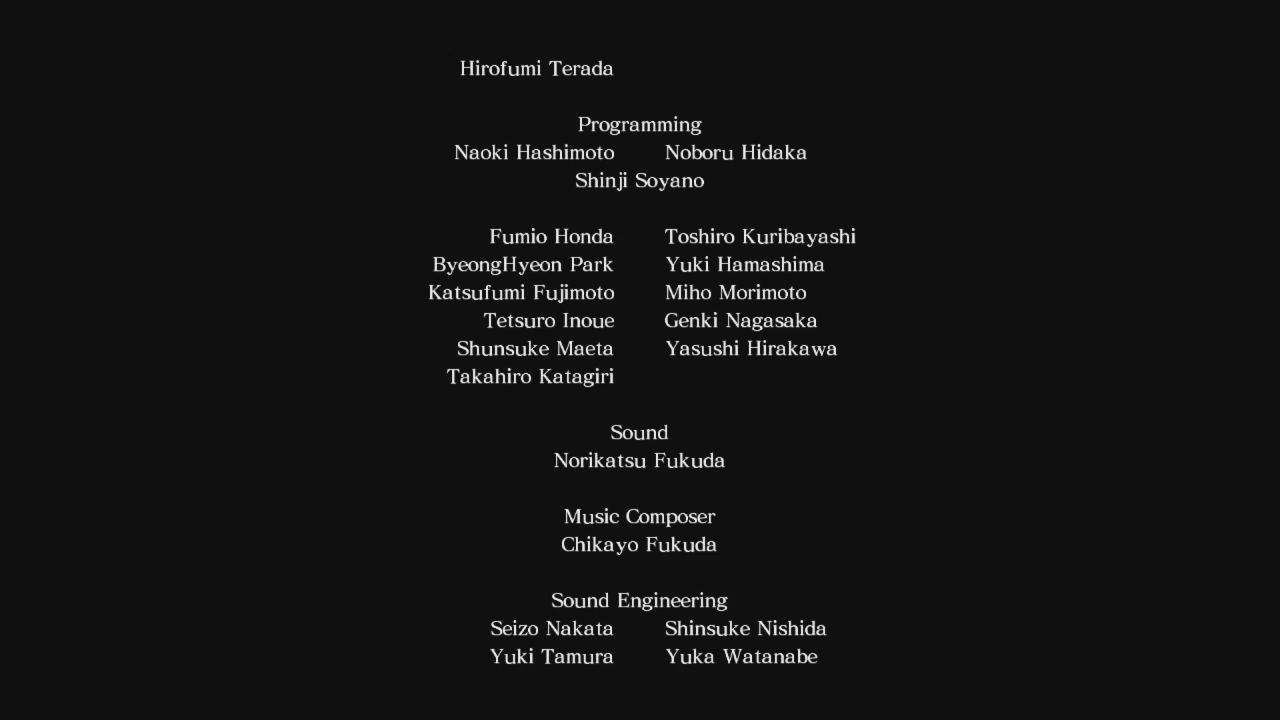 Hirofumi Terada
Programming
Naoki Hashimoto Noboru Hidaka
Shinji Soyano
Fumio Honda Toshiro Kuribayashi
ByeongHyeon Park Yuki Hamashima
Katsufumi Fujimoto Miho Morimoto
Tetsuro Inoue Genki Nagasaka
Shunsuke Maeta Yasushi Hirakawa
Takahiro Katagiri
Sound
Norikatsu Fukuda
Music Composer
Chikayo Fukuda
Sound Engineering
Seizo Nakata Shinsuke Nishida
Yuki Tamura Yuka Watanabe